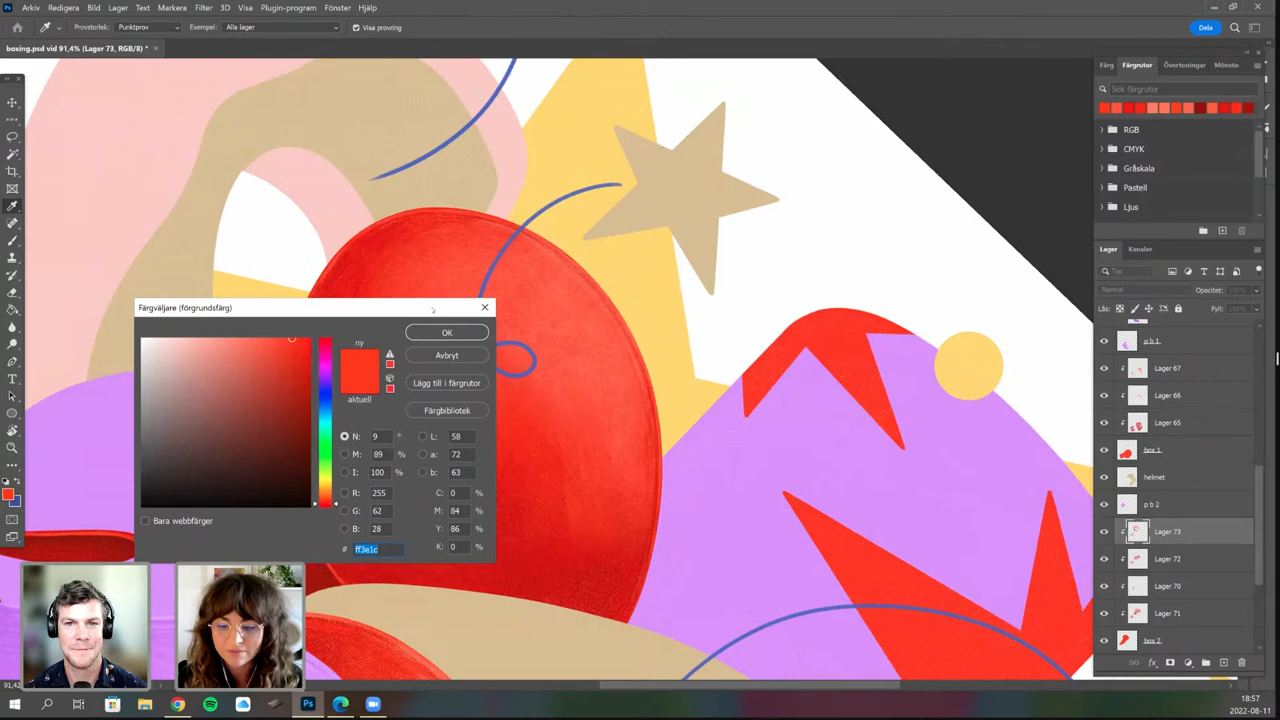 Arkiv Redigera Bild Lager Text Markera Filter 3D Visa Plugin-program Fönster Hjälp
Provstorlek: Punktprov Exempel: Alla lager Visa provring Dela
boxing.psd vid 91,4% (Lager 73, RGB/8) *
Färg Färgrutor Övertoningar Mönste
Sök färgrutor
RGB
CMYK
Gråskala
Pastell
Ljus
Lager Kanaler
Typ
Normal Opacitet: 100%
Lås: Fyll: 100%
p b 1
Lager 67
Lager 66
Lager 65
box 1
helmet
p b 2
Lager 73
Lager 72
Lager 70
Lager 71
box 2
Färgväljare (förgrundsfärg)
ny
aktuell
OK
Avbryt
Lägg till i färgrutor
Färgbibliotek
N: 9 ° L: 58
M: 89 % a: 72
I: 100 % b: 63
R: 255 C: 0 %
G: 62 M: 84 %
B: 28 Y: 86 %
# ff3e1c K: 0 %
Bara webbfärger
91,42
18:57
2022-08-11